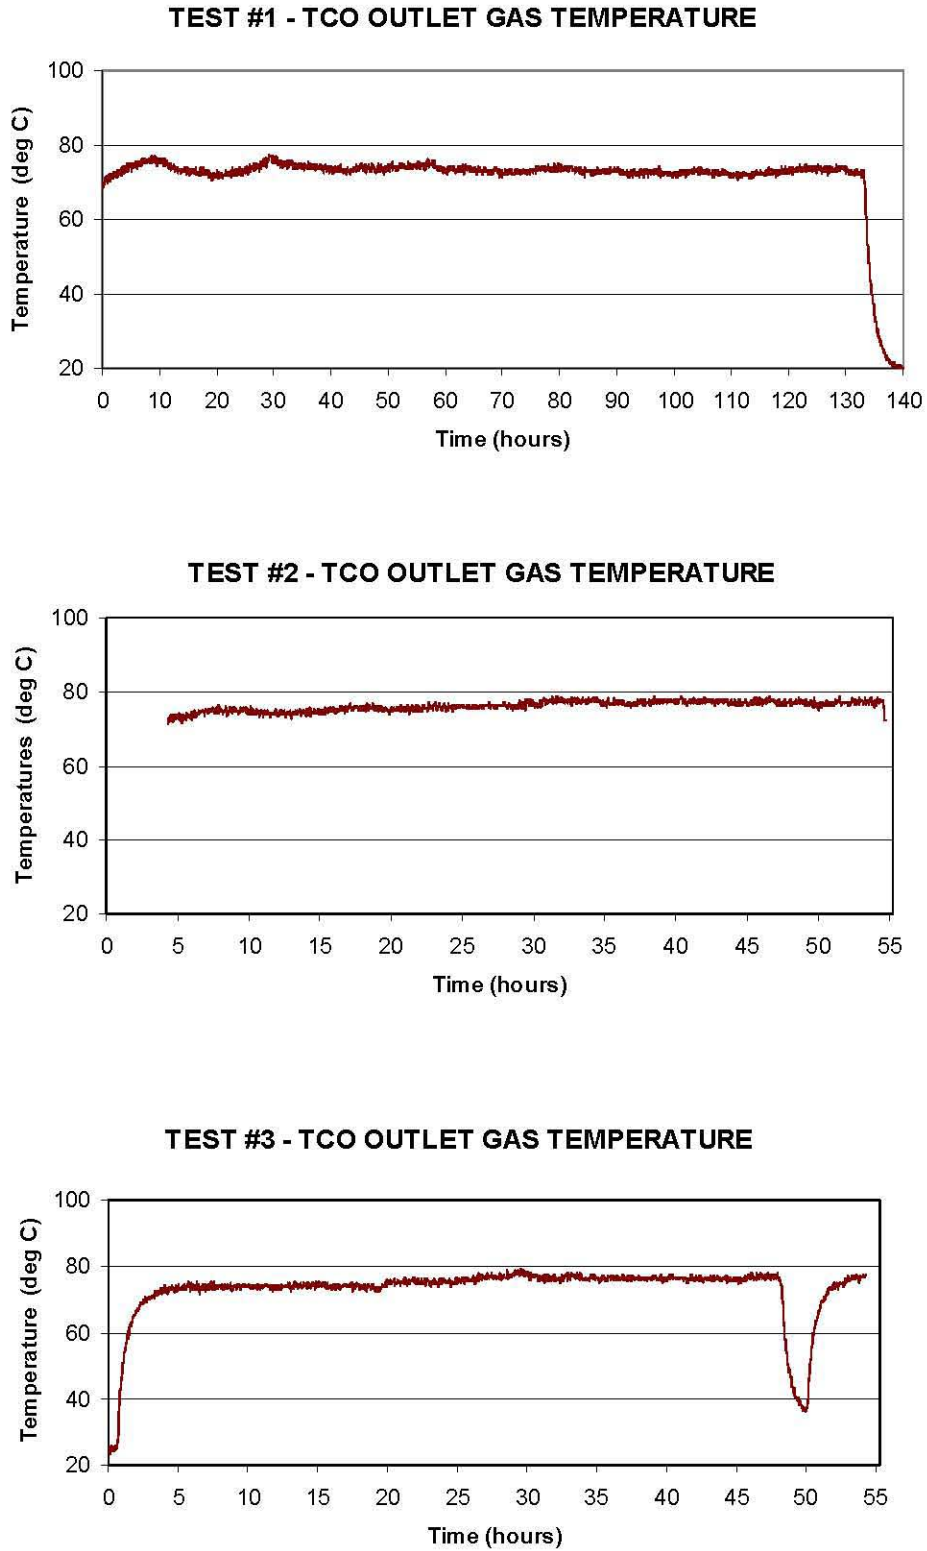 TEST #1 - TCO OUTLET GAS TEMPERATURE
100
80
60
40
20
Temperature (deg C)
0 10 20 30 40 50 60 70 80 90 100 110 120 130 140
Time (hours)
TEST #2 - TCO OUTLET GAS TEMPERATURE
100
80
60
40
20
Temperatures (deg C)
0 5 10 15 20 25 30 35 40 45 50 55
Time (hours)
TEST #3 - TCO OUTLET GAS TEMPERATURE
100
80
60
40
20
Temperature (deg C)
0 5 10 15 20 25 30 35 40 45 50 55
Time (hours)